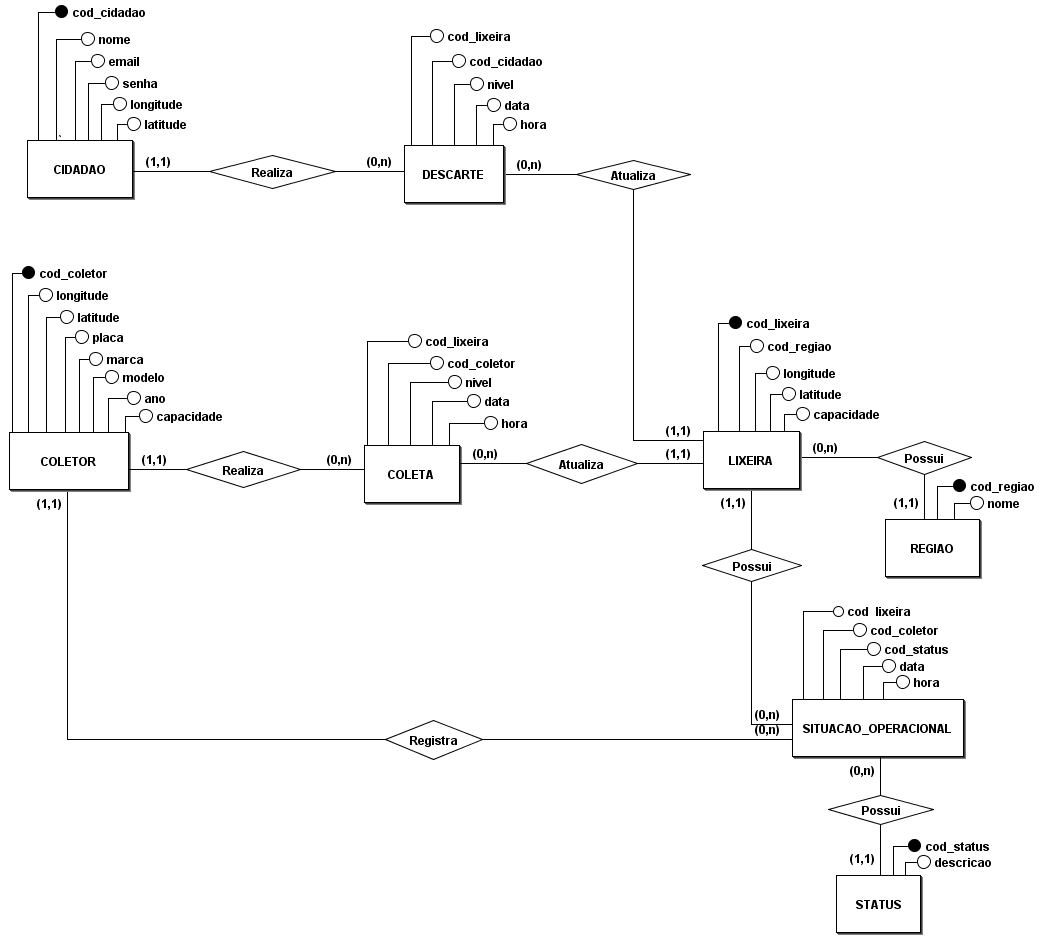 cod_cidadao
nome
email
senha
longitude
latitude
CIDADAO
(1,1)
Realiza
(0,n)
cod_lixeira
cod_cidadao
nivel
data
hora
DESCARTE
(0,n)
Atualiza
(1,1)
cod_coletor
longitude
latitude
placa
marca
modelo
ano
capacidade
COLETOR
(1,1)
Realiza
(0,n)
cod_lixeira
cod_coletor
nivel
data
hora
COLETA
(0,n)
Atualiza
(1,1)
cod_lixeira
cod_regiao
longitude
latitude
capacidade
LIXEIRA
(0,n)
Possui
(1,1)
cod_regiao
nome
REGIAO
(1,1)
Possui
(0,n)
(1,1)
Registra
(0,n)
cod_lixeira
cod_coletor
cod_status
data
hora
SITUACAO_OPERACIONAL
(0,n)
Possui
(1,1)
cod_status
descricao
STATUS